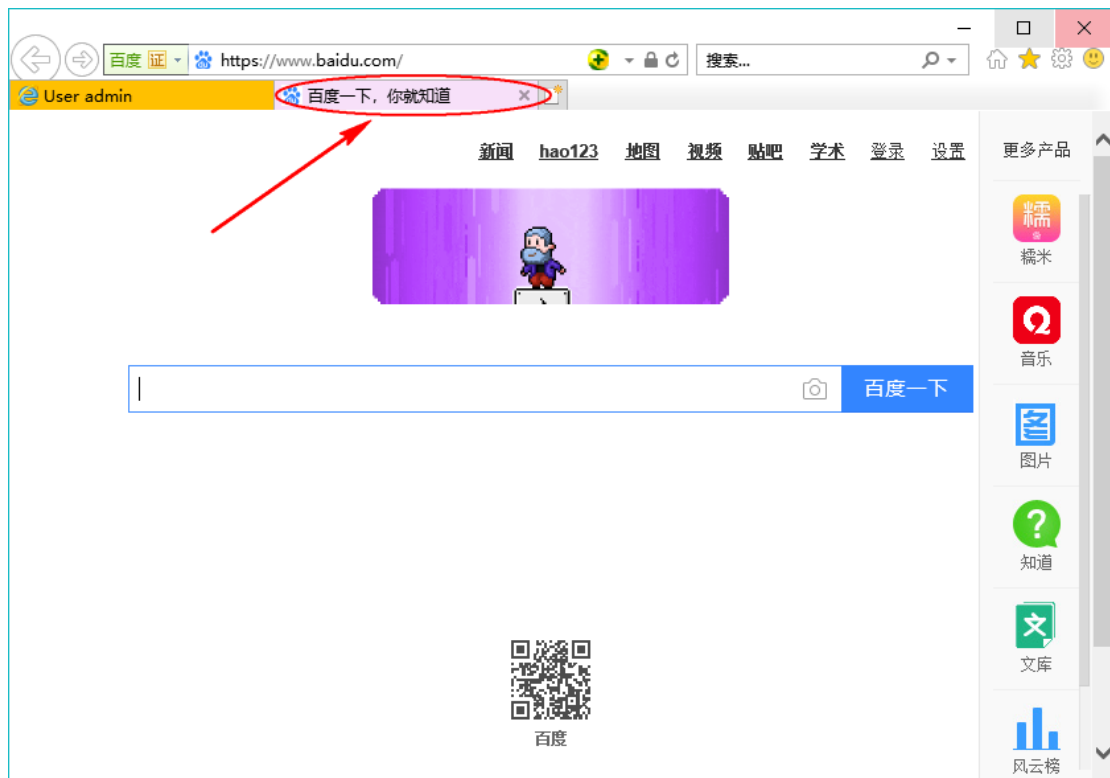 百度 证 https://www.baidu.com/ 搜索...
User admin 百度一下，你就知道
新闻 hao123 地图 视频 贴吧 学术 登录 设置 更多产品
糯
糯米
音乐
百度一下
图
图片
?
知道
文
文库
百度
风云榜